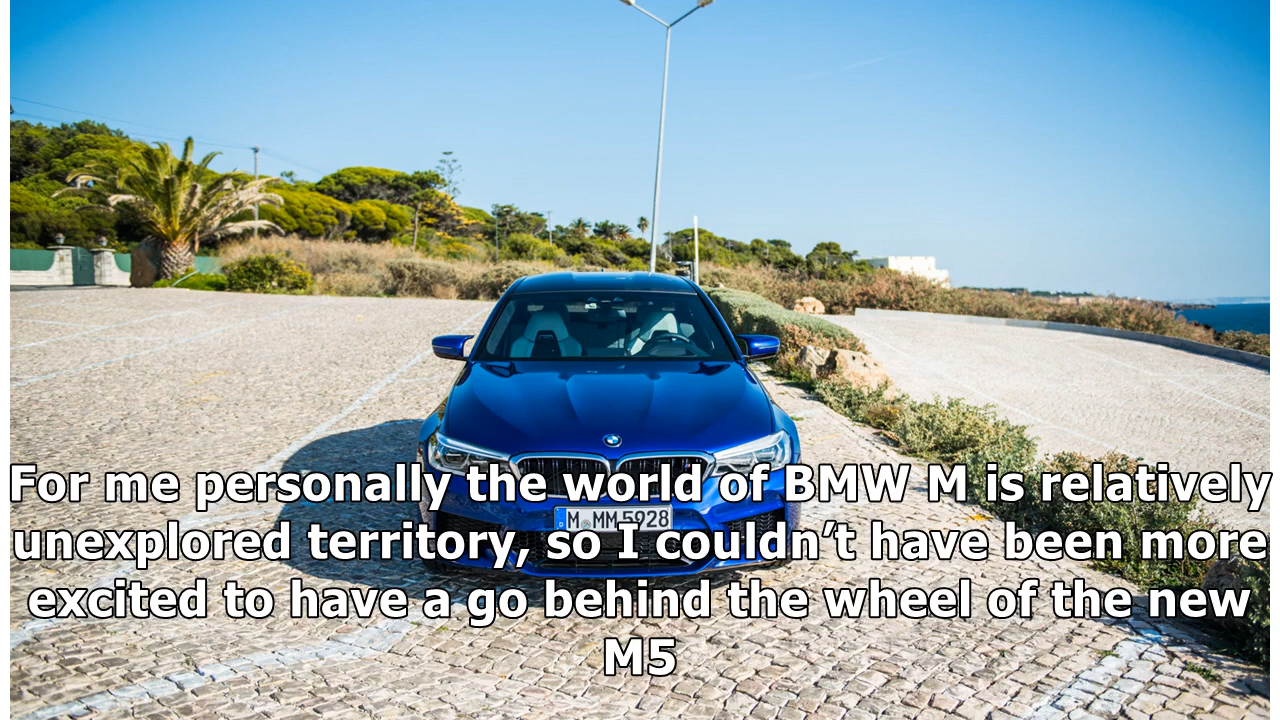 For me personally the world of BMW M is relatively
M MM 5928
unexplored territory, so I couldn’t have been more
excited to have a go behind the wheel of the new
M5